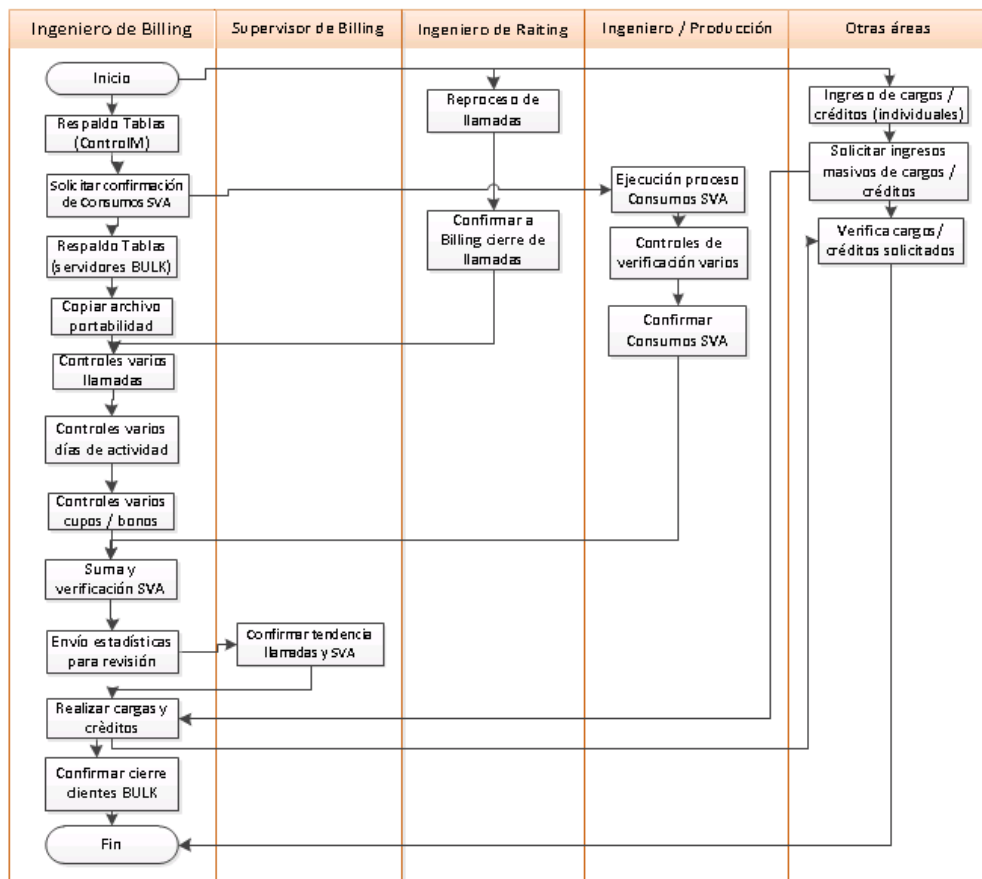 Ingeniero de Billing
Supervisor de Billing
Ingeniero de Raiting
Ingeniero / Producción
Otras áreas
Inicio
Respaldo Tablas
(ControlM)
Solicitar confirmación
de Consumos SVA
Respaldo Tablas
(servidores BULK)
Copiar archivo
portabilidad
Controles varios
llamadas
Controles varios
días de actividad
Controles varios
cupos / bonos
Suma y
verificación SVA
Envío estadísticas
para revisión
Realizar cargas y
crèditos
Confirmar cierre
clientes BULK
Fin
Confirmar tendencia
llamadas y SVA
Reproceso de
llamadas
Confirmar a
Billing cierre de
llamadas
Ejecución proceso
Consumos SVA
Controles de
verificación varios
Confirmar
Consumos SVA
Ingreso de cargos /
créditos (individuales)
Solicitar ingresos
masivos de cargos /
créditos
Verifica cargos/
créditos solicitados